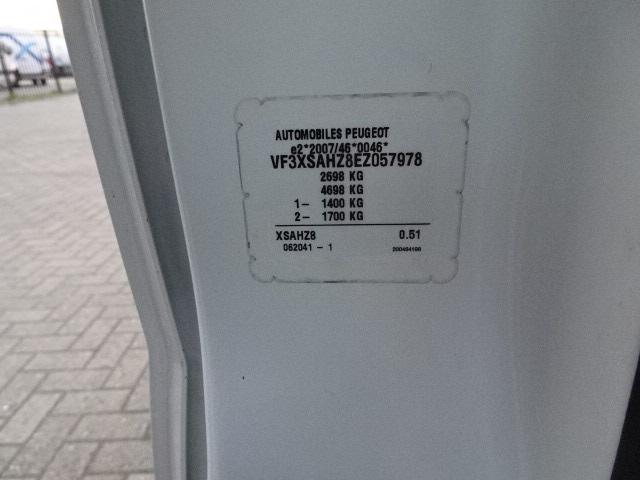 AUTOMOBILES PEUGEOT
e2*2007/46*0046*
VF3XSAHZ8EZ057978
2698 KG
4698 KG
1- 1400 KG
2- 1700 KG
XSAHZ8 0.51
062041 - 1